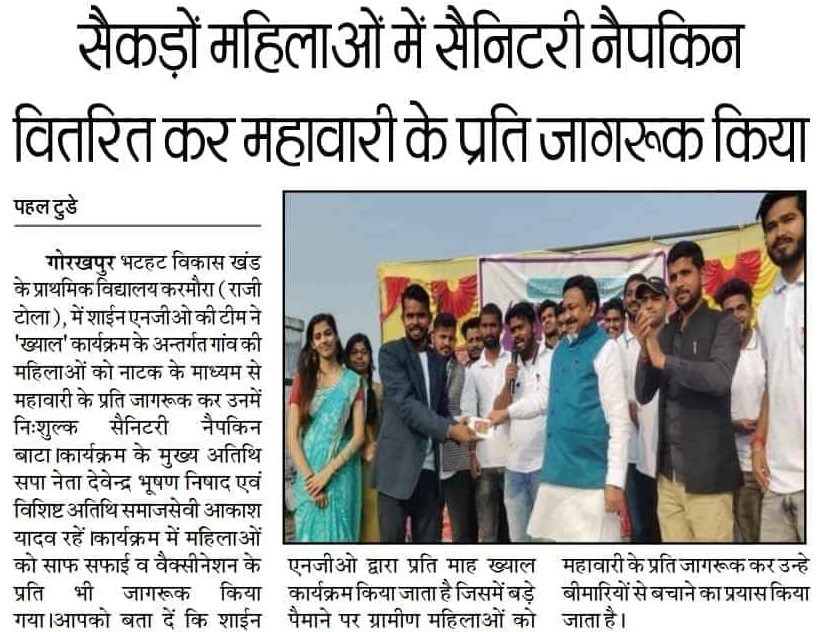 सैकड़ों महिलाओं में सैनिटरी नैपकिन
वितरित कर महावारी के प्रति जागरूक किया
पहल टुडे
गोरखपुर भटहट विकास खंड
के प्राथमिक विद्यालय करमौरा (राजी
टोला), में शाईन एनजीओ की टीम ने
'ख्याल' कार्यक्रम के अन्तर्गत गांव की
महिलाओं को नाटक के माध्यम से
महावारी के प्रति जागरूक कर उनमें
निःशुल्क सैनिटरी नैपकिन
बाटा।कार्यक्रम के मुख्य अतिथि
सपा नेता देवेन्द्र भूषण निषाद एवं
विशिष्ट अतिथि समाजसेवी आकाश
यादव रहें।कार्यक्रम में महिलाओं
को साफ सफाई व वैक्सीनेशन के
प्रति भी जागरूक किया
गया।आपको बता दें कि शाईन
एनजीओ द्वारा प्रति माह ख्याल
कार्यक्रम किया जाता है जिसमें बड़े
पैमाने पर ग्रामीण महिलाओं को
महावारी के प्रति जागरूक कर उन्हे
बीमारियों से बचाने का प्रयास किया
जाता है।